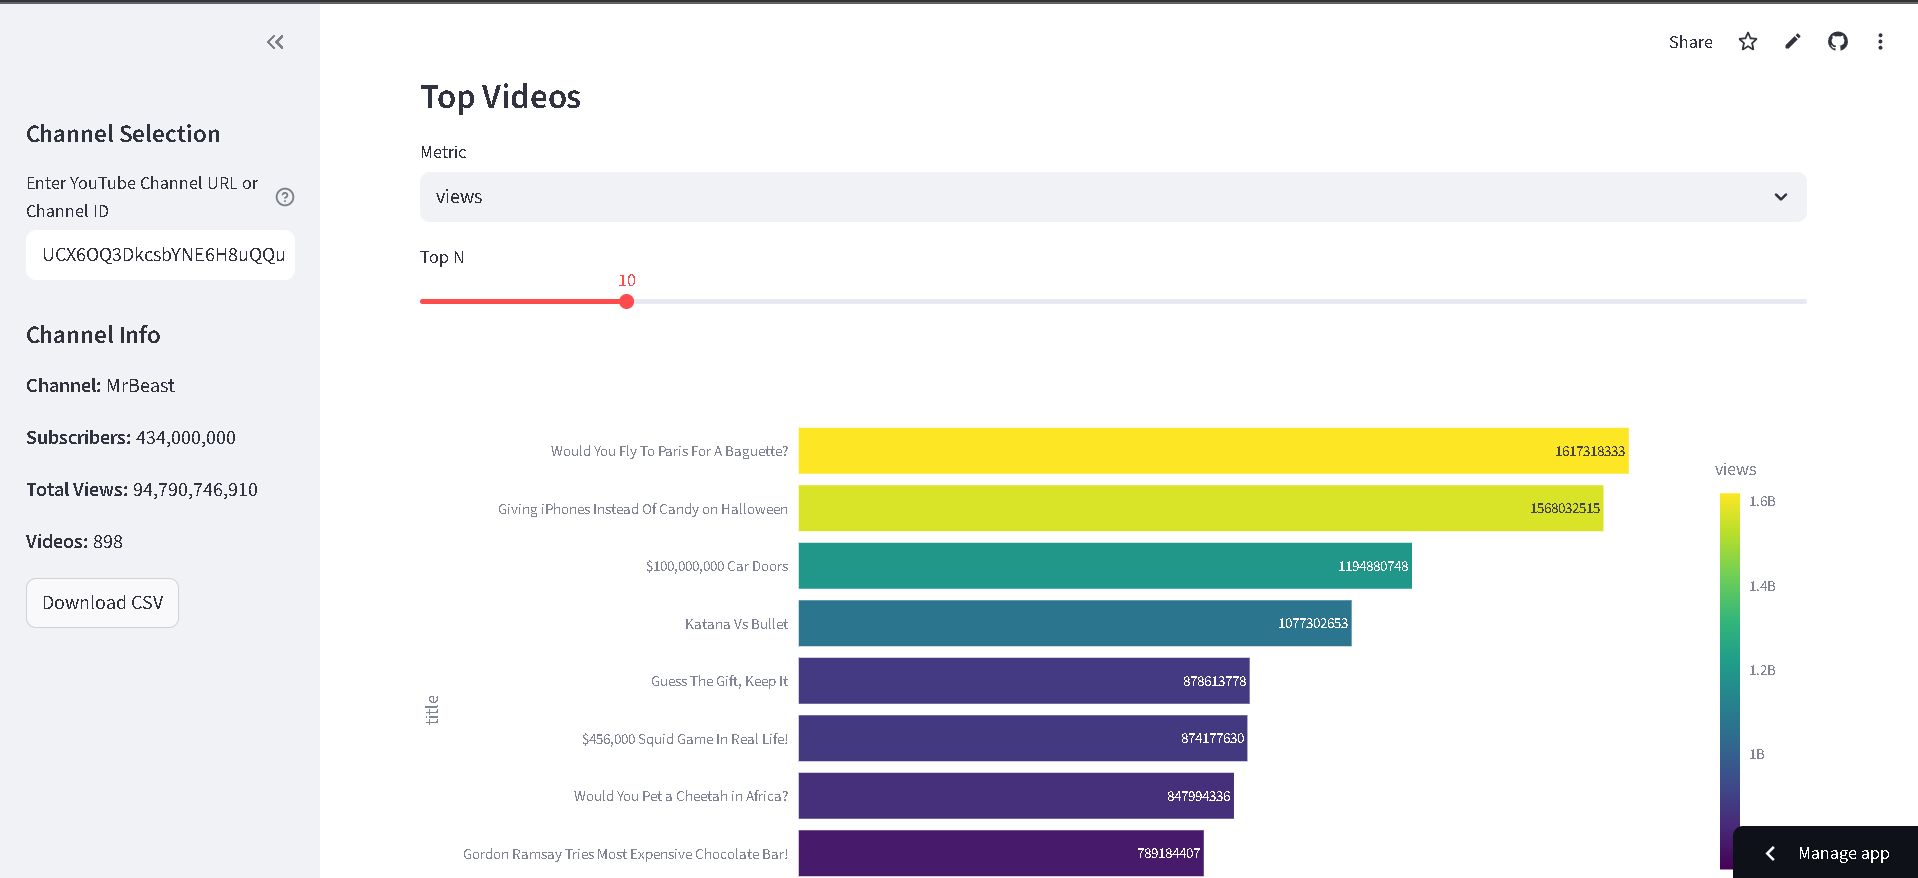 Share
Channel Selection
Enter YouTube Channel URL or
Channel ID
UCX6OQ3DkcsbYNE6H8uQQu
Channel Info
Channel: MrBeast
Subscribers: 434,000,000
Total Views: 94,790,746,910
Videos: 898
Download CSV
Top Videos
Metric
views
Top N
10
title
Would You Fly To Paris For A Baguette? 1617318333
Giving iPhones Instead Of Candy on Halloween 1568032515
$100,000,000 Car Doors 1194880748
Katana Vs Bullet 1077302653
Guess The Gift, Keep It 878613778
$456,000 Squid Game In Real Life! 874177630
Would You Pet a Cheetah in Africa? 847994336
Gordon Ramsay Tries Most Expensive Chocolate Bar! 789184407
views
1.6B
1.4B
1.2B
1B
Manage app